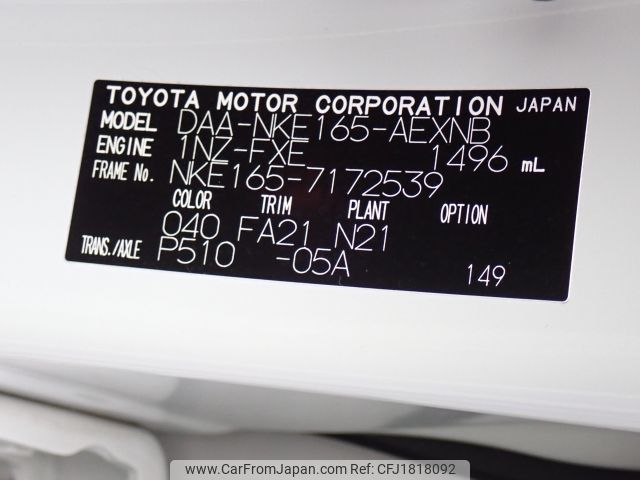 TOYOTA MOTOR CORPORATION JAPAN
MODEL DAA-NKE165-AEXNB
ENGINE 1NZ-FXE 1496 mL
FRAME No. NKE165-7172539
COLOR TRIM PLANT OPTION
040 FA21 N21
TRANS./AXLE P510 -05A 149
www.CarFromJapan.com | Ref No: CFJ1818092